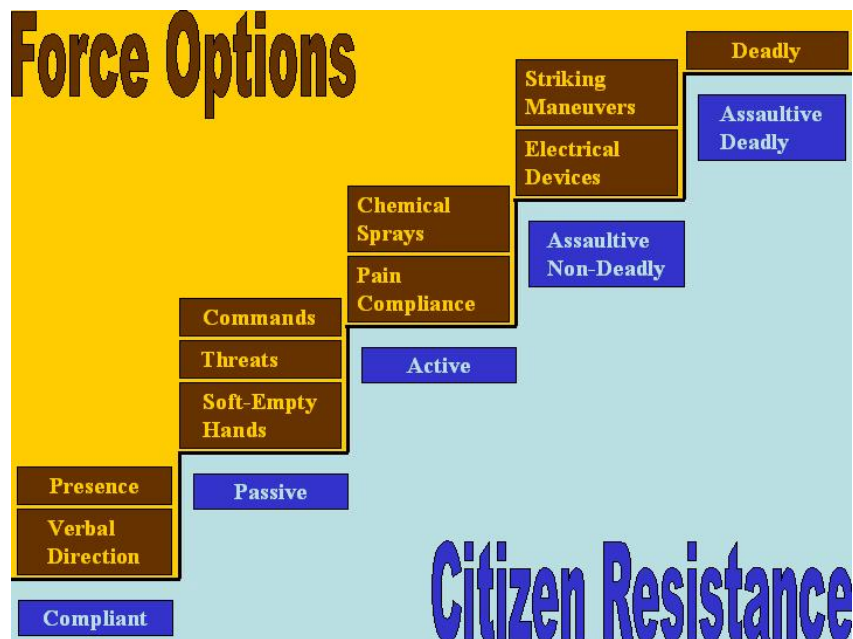 Force Options
Deadly
Striking
Maneuvers
Electrical
Devices
Assaultive
Deadly
Chemical
Sprays
Pain
Compliance
Assaultive
Non-Deadly
Commands
Threats
Soft-Empty
Hands
Active
Presence
Verbal
Direction
Passive
Compliant
Citizen Resistance